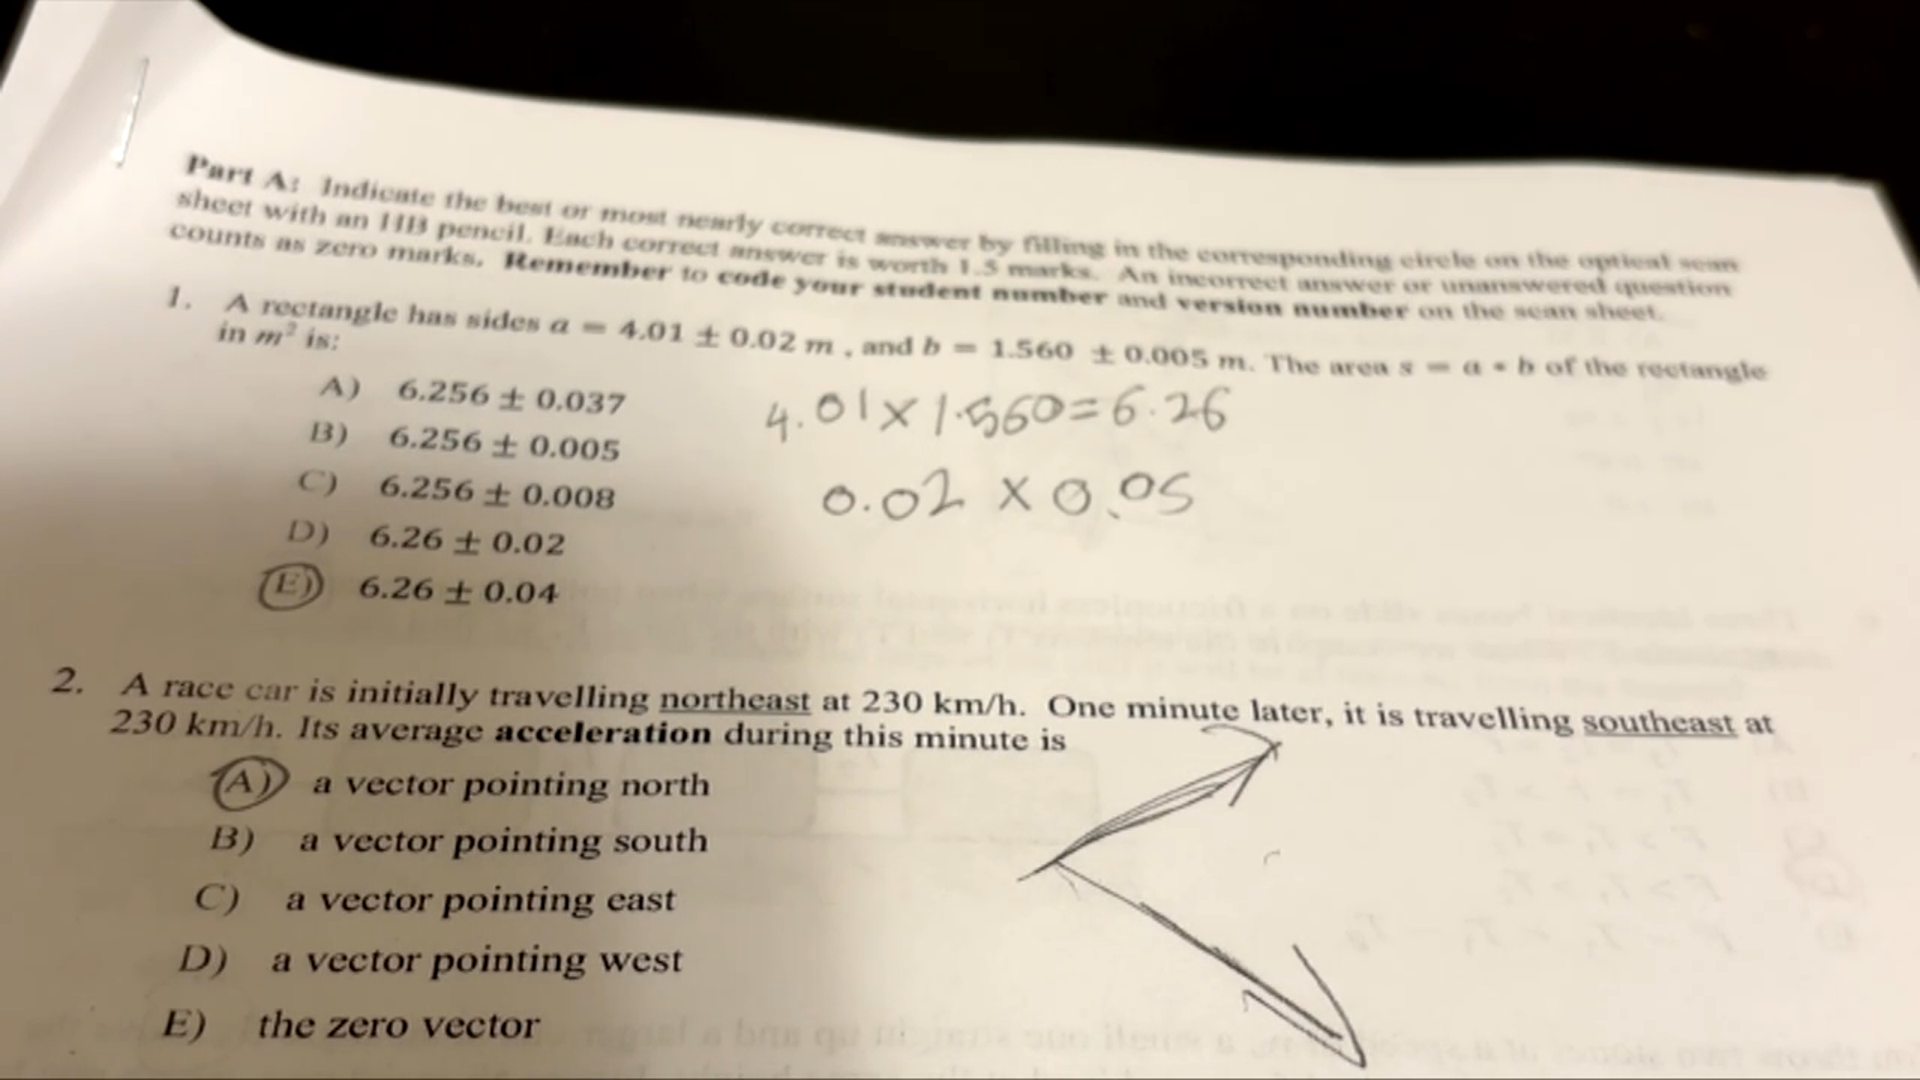 Part A: Indicate the best or most nearly correct answer by filling in the corresponding circle on the optical scan
sheet with an HB pencil. Each correct answer is worth 1.5 marks. An incorrect answer or unanswered question
counts as zero marks. Remember to code your student number and version number on the scan sheet.
1. A rectangle has sides a = 4.01 ± 0.02 m , and b = 1.560 ± 0.005 m. The area s = a • b of the rectangle
in m² is:
A) 6.256 ± 0.037
4.01 x 1.560 = 6.26
B) 6.256 ± 0.005
C) 6.256 ± 0.008
0.02 x 0.05
D) 6.26 ± 0.02
E) 6.26 ± 0.04
2. A race car is initially travelling northeast at 230 km/h. One minute later, it is travelling southeast at
230 km/h. Its average acceleration during this minute is
A) a vector pointing north
B) a vector pointing south
C) a vector pointing east
D) a vector pointing west
E) the zero vector